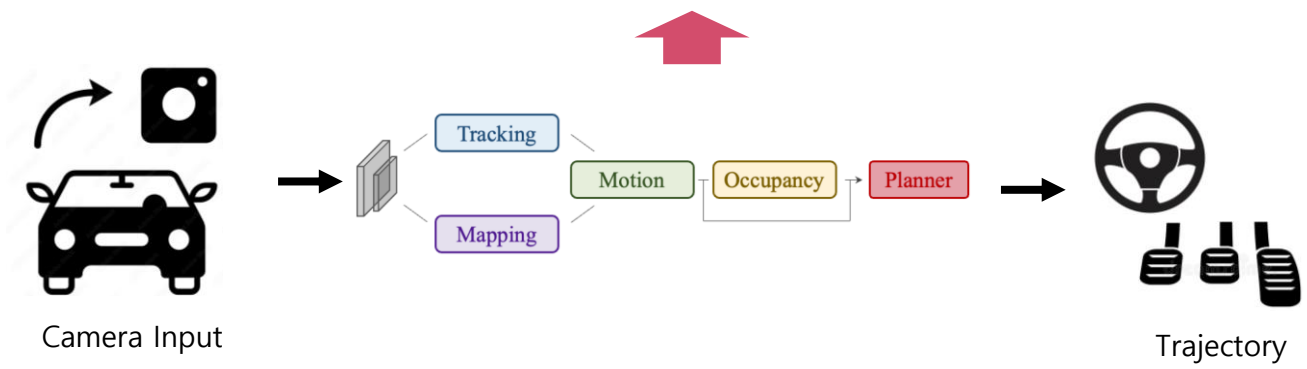 Tracking
Motion
Occupancy
Planner
Mapping
Camera Input
Trajectory